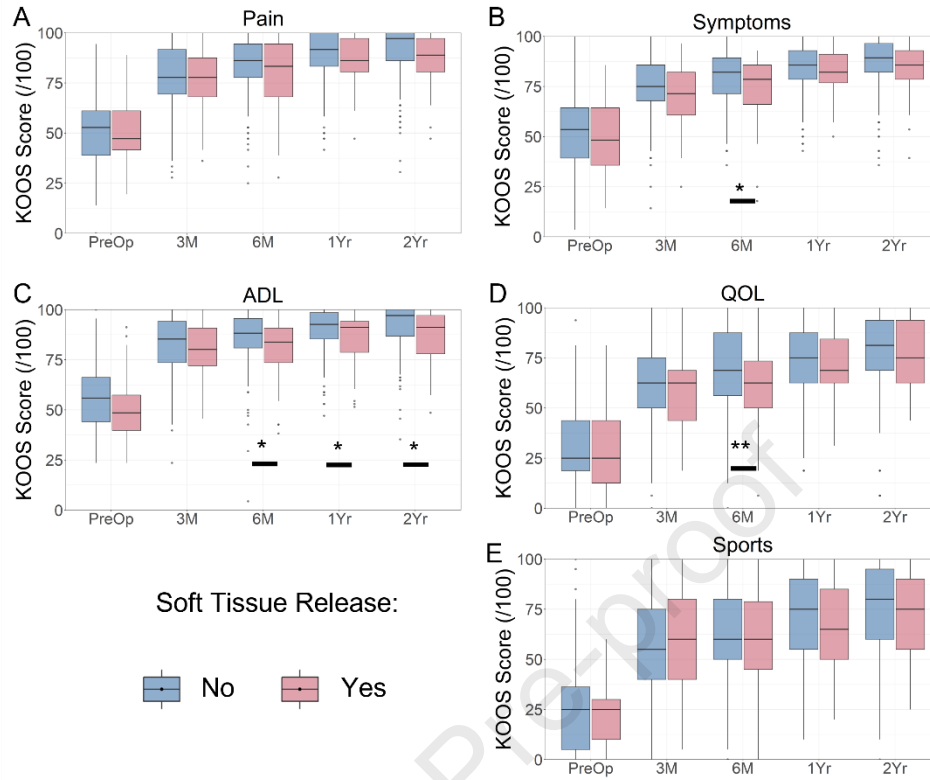 A
Pain
KOOS Score (/100)
100
75
50
25
0
PreOp 3M 6M 1Yr 2Yr
B
Symptoms
KOOS Score (/100)
100
75
50
25
0
*
PreOp 3M 6M 1Yr 2Yr
C
ADL
KOOS Score (/100)
100
75
50
25
0
* * *
PreOp 3M 6M 1Yr 2Yr
D
QOL
KOOS Score (/100)
100
75
50
25
0
**
PreOp 3M 6M 1Yr 2Yr
E
Sports
KOOS Score (/100)
100
75
50
25
0
PreOp 3M 6M 1Yr 2Yr
Soft Tissue Release:
No Yes
Pre-proof